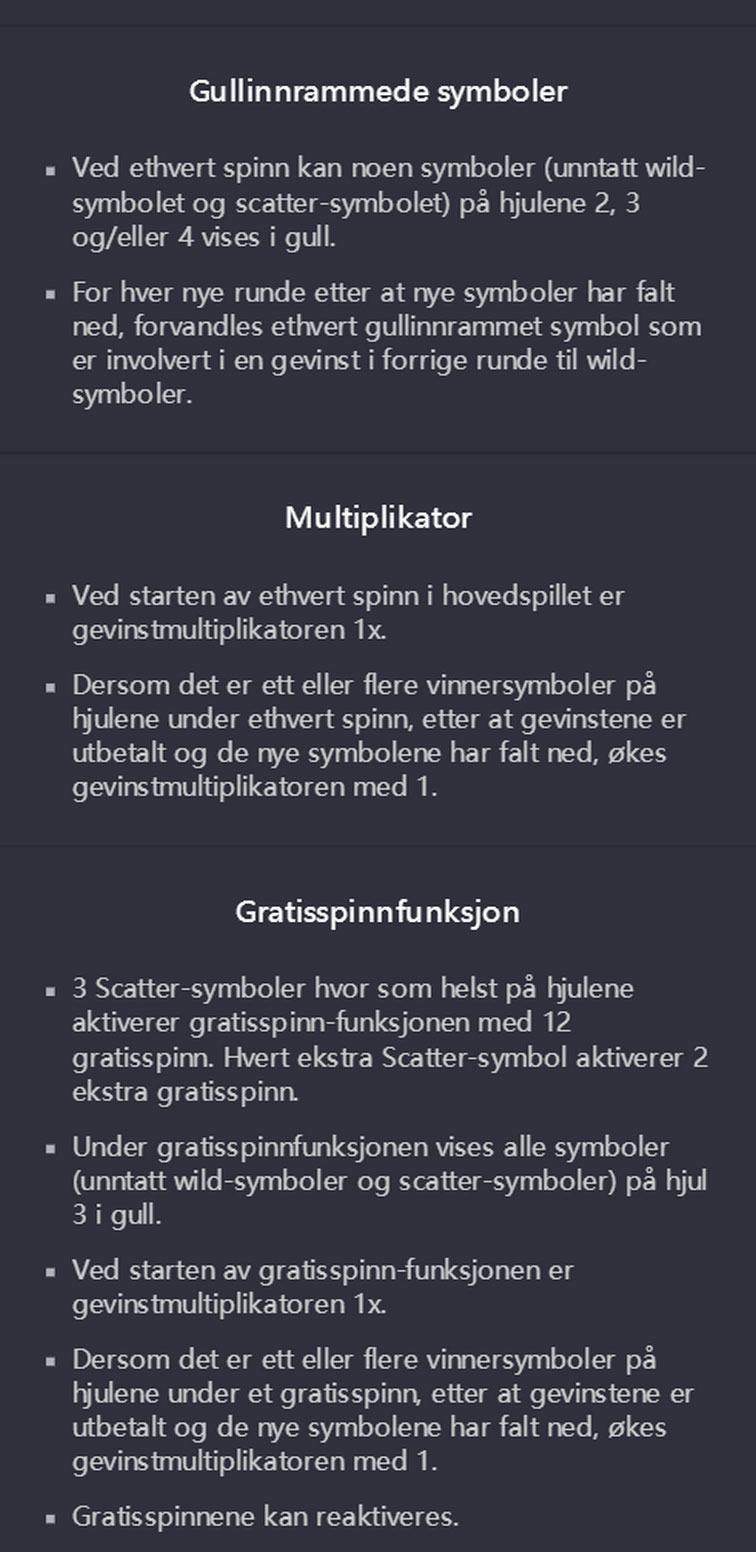 Gullinnrammede symboler
▪ Ved ethvert spinn kan noen symboler (unntatt wild-
symbolet og scatter-symbolet) på hjulene 2, 3
og/eller 4 vises i gull.
▪ For hver nye runde etter at nye symboler har falt
ned, forvandles ethvert gullinnrammet symbol som
er involvert i en gevinst i forrige runde til wild-
symboler.
Multiplikator
▪ Ved starten av ethvert spinn i hovedspillet er
gevinstmultiplikatoren 1x.
▪ Dersom det er ett eller flere vinnersymboler på
hjulene under ethvert spinn, etter at gevinstene er
utbetalt og de nye symbolene har falt ned, økes
gevinstmultiplikatoren med 1.
Gratisspinnfunksjon
▪ 3 Scatter-symboler hvor som helst på hjulene
aktiverer gratisspinn-funksjonen med 12
gratisspinn. Hvert ekstra Scatter-symbol aktiverer 2
ekstra gratisspinn.
▪ Under gratisspinnfunksjonen vises alle symboler
(unntatt wild-symboler og scatter-symboler) på hjul
3 i gull.
▪ Ved starten av gratisspinn-funksjonen er
gevinstmultiplikatoren 1x.
▪ Dersom det er ett eller flere vinnersymboler på
hjulene under et gratisspinn, etter at gevinstene er
utbetalt og de nye symbolene har falt ned, økes
gevinstmultiplikatoren med 1.
▪ Gratisspinnene kan reaktiveres.